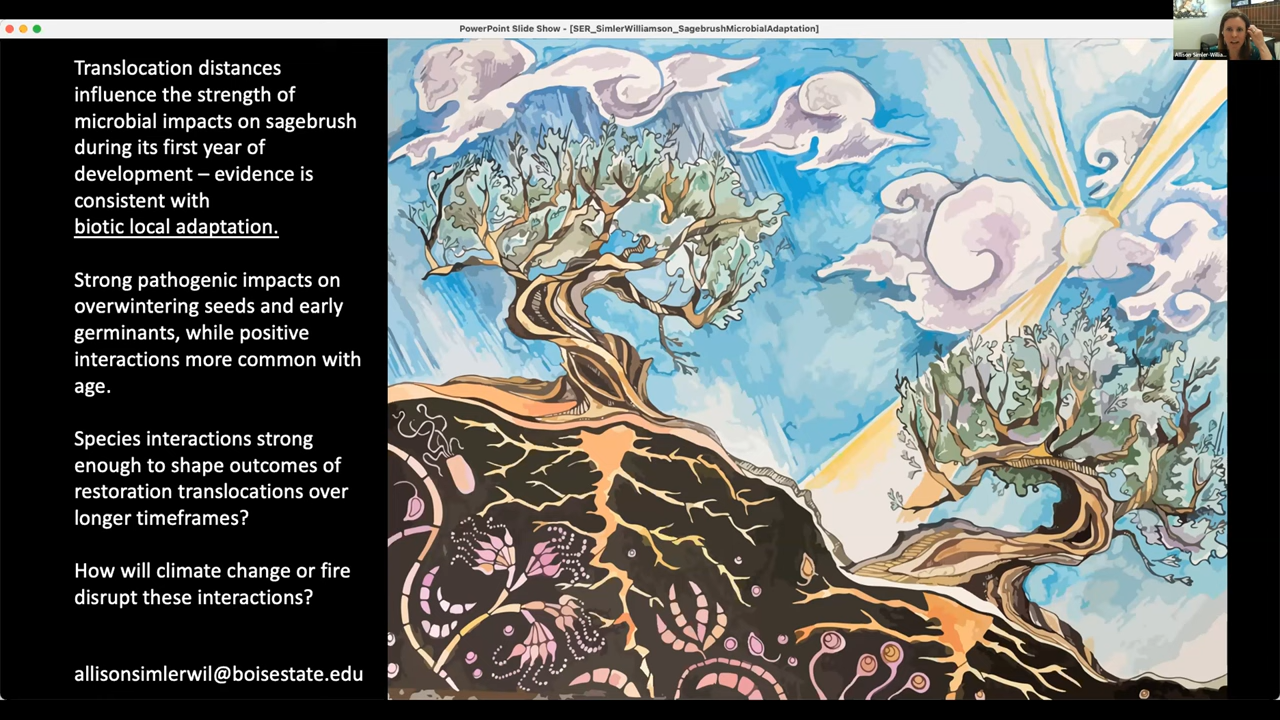 PowerPoint Slide Show - [SER_SimlerWilliamson_SagebrushMicrobialAdaptation]
Allison Simler-Willia...
Translocation distances
influence the strength of
microbial impacts on sagebrush
during its first year of
development – evidence is
consistent with
biotic local adaptation.
Strong pathogenic impacts on
overwintering seeds and early
germinants, while positive
interactions more common with
age.
Species interactions strong
enough to shape outcomes of
restoration translocations over
longer timeframes?
How will climate change or fire
disrupt these interactions?
allisonsimlerwil@boisestate.edu